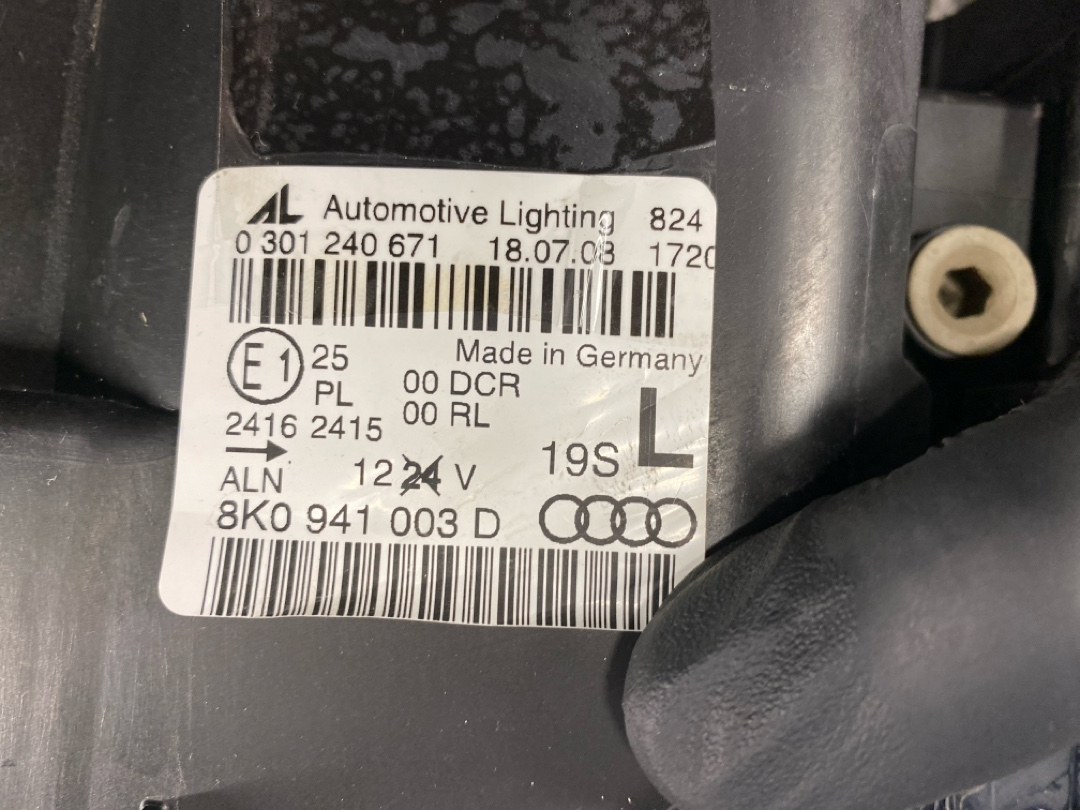 AL Automotive Lighting 824
0 301 240 671 18.07.08 1720
E1 25 Made in Germany
PL 00 DCR
00 RL L
2416 2415
→ 19S
ALN 12 24 V
8K0 941 003 D